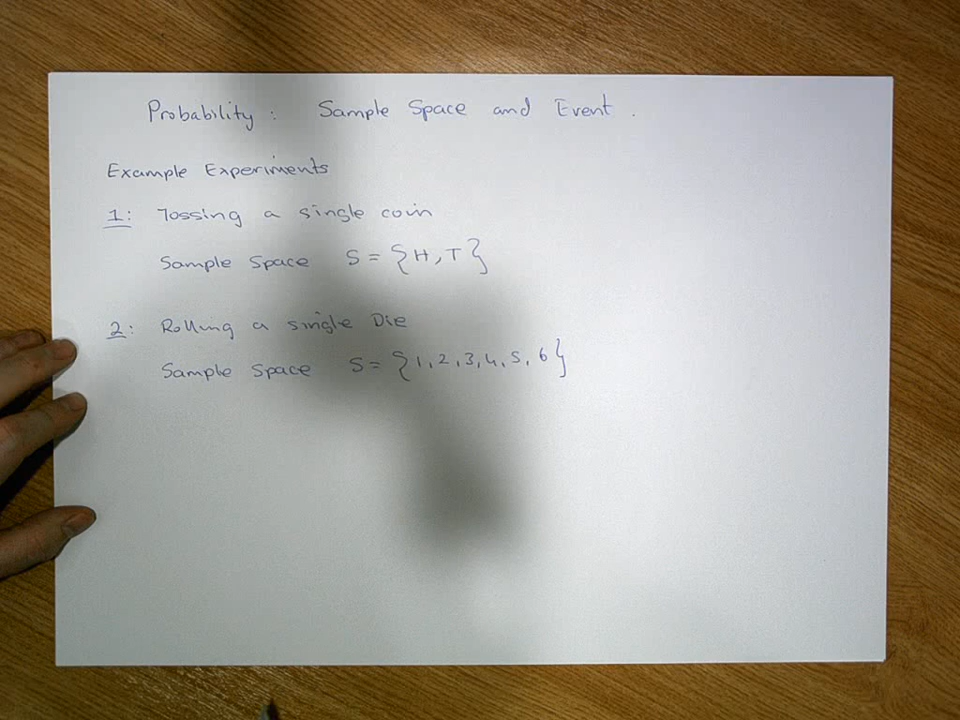 Probability: Sample Space and Event.
Example Experiments
1: Tossing a single coin
Sample Space S = {H, T}
2: Rolling a single Die
Sample Space S = {1, 2, 3, 4, 5, 6}